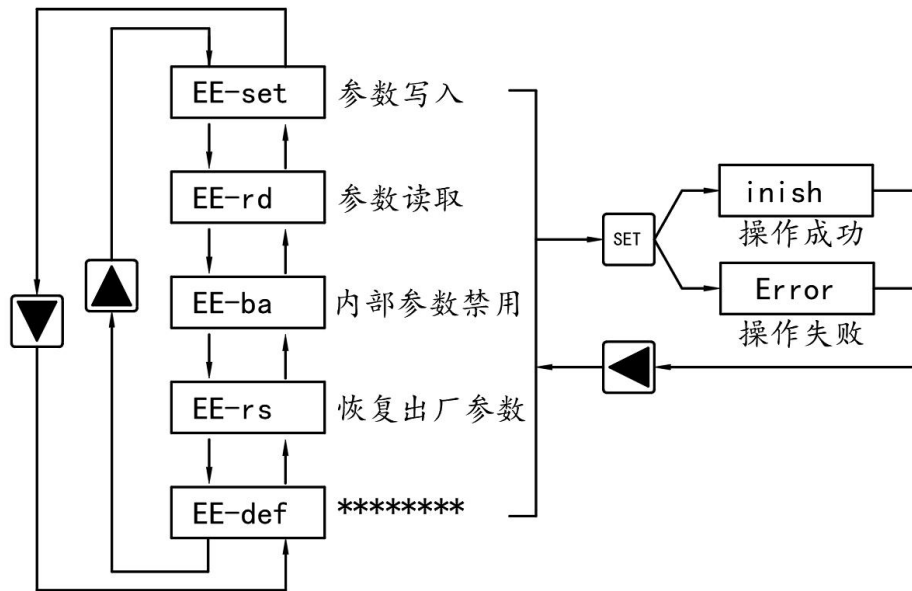 EE-set 参数写入
EE-rd 参数读取
EE-ba 内部参数禁用
EE-rs 恢复出厂参数
EE-def ********
SET
inish
操作成功
Error
操作失败